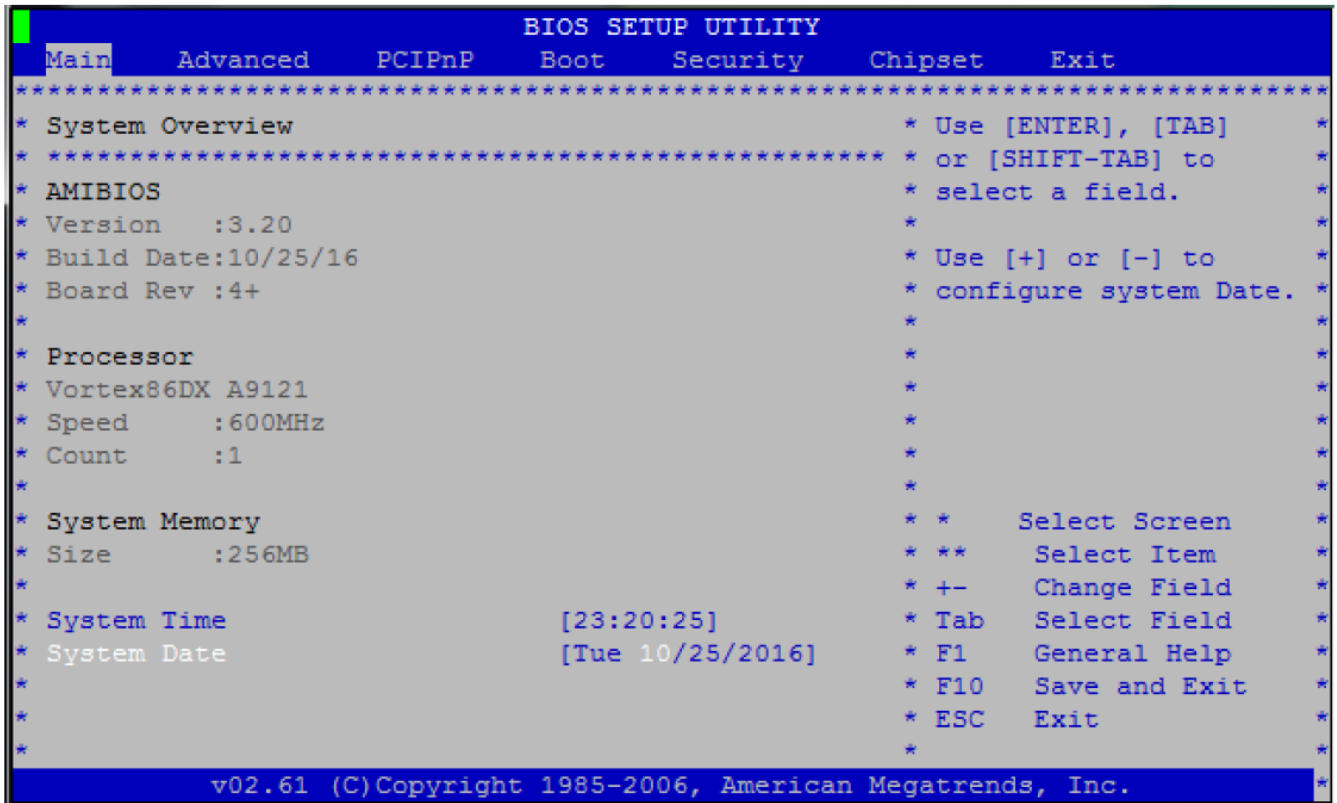 BIOS SETUP UTILITY
Main Advanced PCIPnP Boot Security Chipset Exit
********************************************************************************
* System Overview * Use [ENTER], [TAB] *
* *************************************************** * or [SHIFT-TAB] to *
* AMIBIOS * select a field. *
* Version :3.20 * *
* Build Date:10/25/16 * Use [+] or [-] to *
* Board Rev :4+ * configure system Date. *
* * *
* Processor * *
* Vortex86DX A9121 * *
* Speed :600MHz * *
* Count :1 * *
* * *
* System Memory * * Select Screen *
* Size :256MB * ** Select Item *
* * +- Change Field *
* System Time [23:20:25] * Tab Select Field *
* System Date [Tue 10/25/2016] * F1 General Help *
* * F10 Save and Exit *
* * ESC Exit *
* * *
v02.61 (C)Copyright 1985-2006, American Megatrends, Inc. *